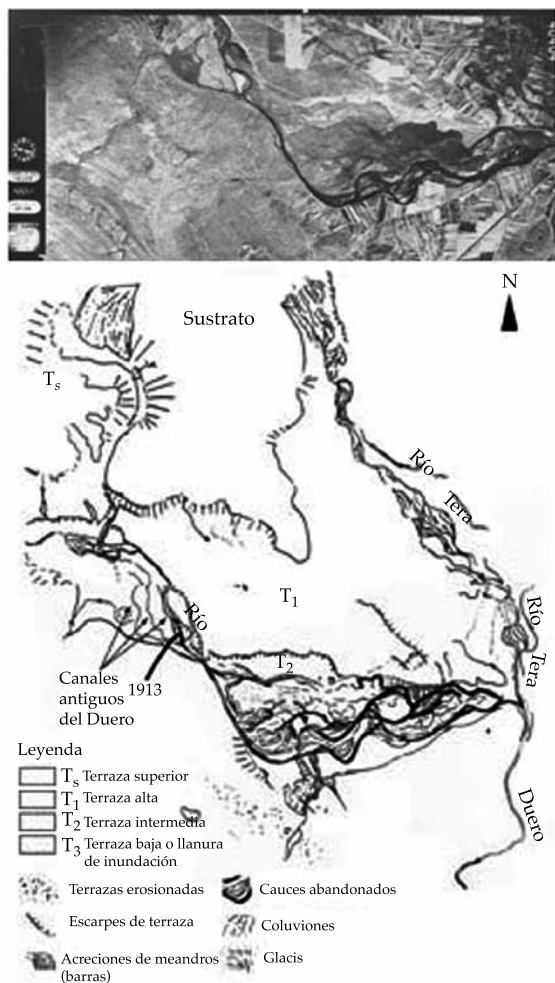 N
Sustrato
Ts
Río
Tera
T1
Río
Río
Tera
T2
Canales
antiguos
del Duero
1913
Duero
Leyenda
Ts Terraza superior
T1 Terraza alta
T2 Terraza intermedia
T3 Terraza baja o llanura
de inundación
Terrazas erosionadas
Cauces abandonados
Escarpes de terraza
Coluviones
Acreciones de meandros
(barras)
Glacis